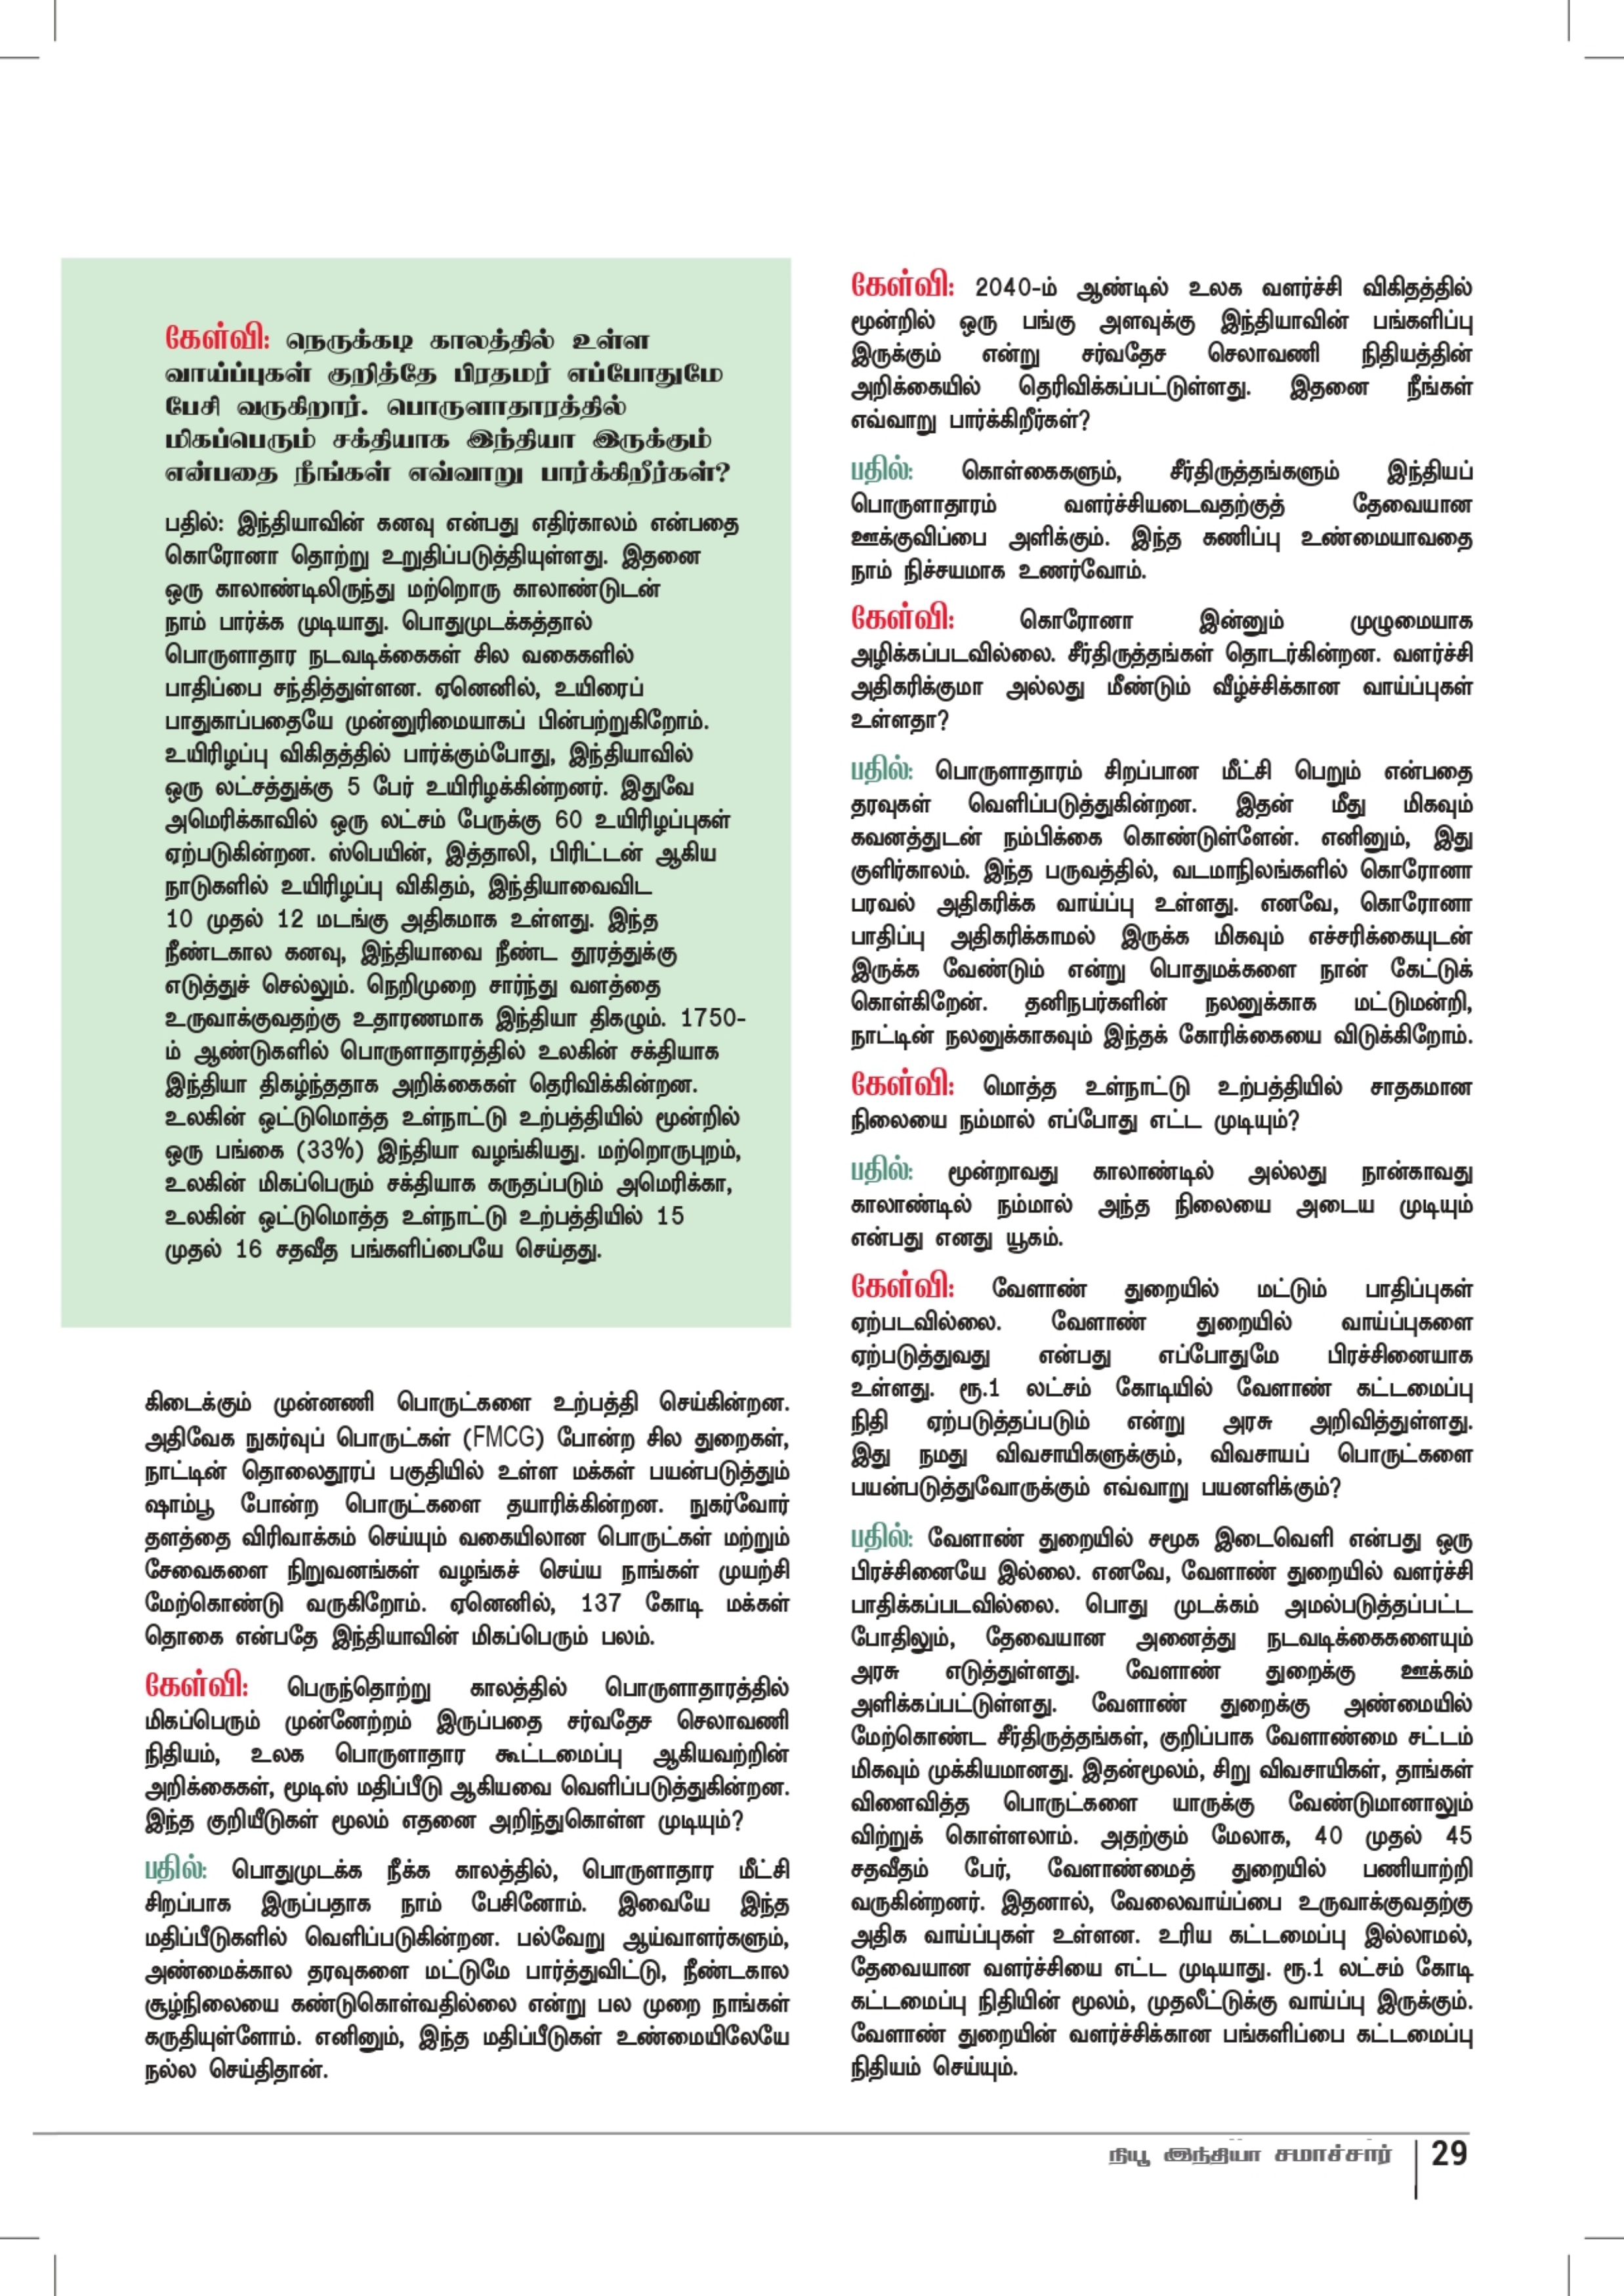 கேள்வி: நெருக்கடி காலத்தில் உள்ள
வாய்ப்புகள் குறித்தே பிரதமர் எப்போதுமே
பேசி வருகிறார். பொருளாதாரத்தில்
மிகப்பெரும் சக்தியாக இந்தியா இருக்கும்
என்பதை நீங்கள் எவ்வாறு பார்க்கிறீர்கள்?
பதில்: இந்தியாவின் கனவு என்பது எதிர்காலம் என்பதை
கொரோனா தொற்று உறுதிப்படுத்தியுள்ளது. இதனை
ஒரு காலாண்டிலிருந்து மற்றொரு காலாண்டுடன்
நாம் பார்க்க முடியாது. பொதுமுடக்கத்தால்
பொருளாதார நடவடிக்கைகள் சில வகைகளில்
பாதிப்பை சந்தித்துள்ளன. ஏனெனில், உயிரைப்
பாதுகாப்பதையே முன்னுரிமையாகப் பின்பற்றுகிறோம்.
உயிரிழப்பு விகிதத்தில் பார்க்கும்போது, இந்தியாவில்
ஒரு லட்சத்துக்கு 5 பேர் உயிரிழக்கின்றனர். இதுவே
அமெரிக்காவில் ஒரு லட்சம் பேருக்கு 60 உயிரிழப்புகள்
ஏற்படுகின்றன. ஸ்பெயின், இத்தாலி, பிரிட்டன் ஆகிய
நாடுகளில் உயிரிழப்பு விகிதம், இந்தியாவைவிட
10 முதல் 12 மடங்கு அதிகமாக உள்ளது. இந்த
நீண்டகால கனவு, இந்தியாவை நீண்ட தூரத்துக்கு
எடுத்துச் செல்லும். நெறிமுறை சார்ந்து வளத்தை
உருவாக்குவதற்கு உதாரணமாக இந்தியா திகழும். 1750-
ம் ஆண்டுகளில் பொருளாதாரத்தில் உலகின் சக்தியாக
இந்தியா திகழ்ந்ததாக அறிக்கைகள் தெரிவிக்கின்றன.
உலகின் ஒட்டுமொத்த உள்நாட்டு உற்பத்தியில் மூன்றில்
ஒரு பங்கை (33%) இந்தியா வழங்கியது. மற்றொருபுறம்,
உலகின் மிகப்பெரும் சக்தியாக கருதப்படும் அமெரிக்கா,
உலகின் ஒட்டுமொத்த உள்நாட்டு உற்பத்தியில் 15
முதல் 16 சதவீத பங்களிப்பையே செய்தது.
கிடைக்கும் முன்னணி பொருட்களை உற்பத்தி செய்கின்றன.
அதிவேக நுகர்வுப் பொருட்கள் (FMCG) போன்ற சில துறைகள்,
நாட்டின் தொலைதூரப் பகுதியில் உள்ள மக்கள் பயன்படுத்தும்
ஷாம்பூ போன்ற பொருட்களை தயாரிக்கின்றன. நுகர்வோர்
தளத்தை விரிவாக்கம் செய்யும் வகையிலான பொருட்கள் மற்றும்
சேவைகளை நிறுவனங்கள் வழங்கச் செய்ய நாங்கள் முயற்சி
மேற்கொண்டு வருகிறோம். ஏனெனில், 137 கோடி மக்கள்
தொகை என்பதே இந்தியாவின் மிகப்பெரும் பலம்.
கேள்வி: பெருந்தொற்று காலத்தில் பொருளாதாரத்தில்
மிகப்பெரும் முன்னேற்றம் இருப்பதை சர்வதேச செலாவணி
நிதியம், உலக பொருளாதார கூட்டமைப்பு ஆகியவற்றின்
அறிக்கைகள், மூடிஸ் மதிப்பீடு ஆகியவை வெளிப்படுத்துகின்றன.
இந்த குறியீடுகள் மூலம் எதனை அறிந்துகொள்ள முடியும்?
பதில்: பொதுமுடக்க நீக்க காலத்தில், பொருளாதார மீட்சி
சிறப்பாக இருப்பதாக நாம் பேசினோம். இவையே இந்த
மதிப்பீடுகளில் வெளிப்படுகின்றன. பல்வேறு ஆய்வாளர்களும்,
அண்மைக்கால தரவுகளை மட்டுமே பார்த்துவிட்டு, நீண்டகால
சூழ்நிலையை கண்டுகொள்வதில்லை என்று பல முறை நாங்கள்
கருதியுள்ளோம். எனினும், இந்த மதிப்பீடுகள் உண்மையிலேயே
நல்ல செய்திதான்.
கேள்வி: 2040-ம் ஆண்டில் உலக வளர்ச்சி விகிதத்தில்
மூன்றில் ஒரு பங்கு அளவுக்கு இந்தியாவின் பங்களிப்பு
இருக்கும் என்று சர்வதேச செலாவணி நிதியத்தின்
அறிக்கையில் தெரிவிக்கப்பட்டுள்ளது. இதனை நீங்கள்
எவ்வாறு பார்க்கிறீர்கள்?
பதில்: கொள்கைகளும், சீர்திருத்தங்களும் இந்தியப்
பொருளாதாரம் வளர்ச்சியடைவதற்குத் தேவையான
ஊக்குவிப்பை அளிக்கும். இந்த கணிப்பு உண்மையாவதை
நாம் நிச்சயமாக உணர்வோம்.
கேள்வி: கொரோனா இன்னும் முழுமையாக
அழிக்கப்படவில்லை. சீர்திருத்தங்கள் தொடர்கின்றன. வளர்ச்சி
அதிகரிக்குமா அல்லது மீண்டும் வீழ்ச்சிக்கான வாய்ப்புகள்
உள்ளதா?
பதில்: பொருளாதாரம் சிறப்பான மீட்சி பெறும் என்பதை
தரவுகள் வெளிப்படுத்துகின்றன. இதன் மீது மிகவும்
கவனத்துடன் நம்பிக்கை கொண்டுள்ளேன். எனினும், இது
குளிர்காலம். இந்த பருவத்தில், வடமாநிலங்களில் கொரோனா
பரவல் அதிகரிக்க வாய்ப்பு உள்ளது. எனவே, கொரோனா
பாதிப்பு அதிகரிக்காமல் இருக்க மிகவும் எச்சரிக்கையுடன்
இருக்க வேண்டும் என்று பொதுமக்களை நான் கேட்டுக்
கொள்கிறேன். தனிநபர்களின் நலனுக்காக மட்டுமன்றி,
நாட்டின் நலனுக்காகவும் இந்தக் கோரிக்கையை விடுக்கிறோம்.
கேள்வி: மொத்த உள்நாட்டு உற்பத்தியில் சாதகமான
நிலையை நம்மால் எப்போது எட்ட முடியும்?
பதில்: மூன்றாவது காலாண்டில் அல்லது நான்காவது
காலாண்டில் நம்மால் அந்த நிலையை அடைய முடியும்
என்பது எனது யூகம்.
கேள்வி: வேளாண் துறையில் மட்டும் பாதிப்புகள்
ஏற்படவில்லை. வேளாண் துறையில் வாய்ப்புகளை
ஏற்படுத்துவது என்பது எப்போதுமே பிரச்சினையாக
உள்ளது. ரூ.1 லட்சம் கோடியில் வேளாண் கட்டமைப்பு
நிதி ஏற்படுத்தப்படும் என்று அரசு அறிவித்துள்ளது.
இது நமது விவசாயிகளுக்கும், விவசாயப் பொருட்களை
பயன்படுத்துவோருக்கும் எவ்வாறு பயனளிக்கும்?
பதில்: வேளாண் துறையில் சமூக இடைவெளி என்பது ஒரு
பிரச்சினையே இல்லை. எனவே, வேளாண் துறையில் வளர்ச்சி
பாதிக்கப்படவில்லை. பொது முடக்கம் அமல்படுத்தப்பட்ட
போதிலும், தேவையான அனைத்து நடவடிக்கைகளையும்
அரசு எடுத்துள்ளது. வேளாண் துறைக்கு ஊக்கம்
அளிக்கப்பட்டுள்ளது. வேளாண் துறைக்கு அண்மையில்
மேற்கொண்ட சீர்திருத்தங்கள், குறிப்பாக வேளாண்மை சட்டம்
மிகவும் முக்கியமானது. இதன்மூலம், சிறு விவசாயிகள், தாங்கள்
விளைவித்த பொருட்களை யாருக்கு வேண்டுமானாலும்
விற்றுக் கொள்ளலாம். அதற்கும் மேலாக, 40 முதல் 45
சதவீதம் பேர், வேளாண்மைத் துறையில் பணியாற்றி
வருகின்றனர். இதனால், வேலைவாய்ப்பை உருவாக்குவதற்கு
அதிக வாய்ப்புகள் உள்ளன. உரிய கட்டமைப்பு இல்லாமல்,
தேவையான வளர்ச்சியை எட்ட முடியாது. ரூ.1 லட்சம் கோடி
கட்டமைப்பு நிதியின் மூலம், முதலீட்டுக்கு வாய்ப்பு இருக்கும்.
வேளாண் துறையின் வளர்ச்சிக்கான பங்களிப்பை கட்டமைப்பு
நிதியம் செய்யும்.
நியூ இந்தியா சமாச்சார் 29